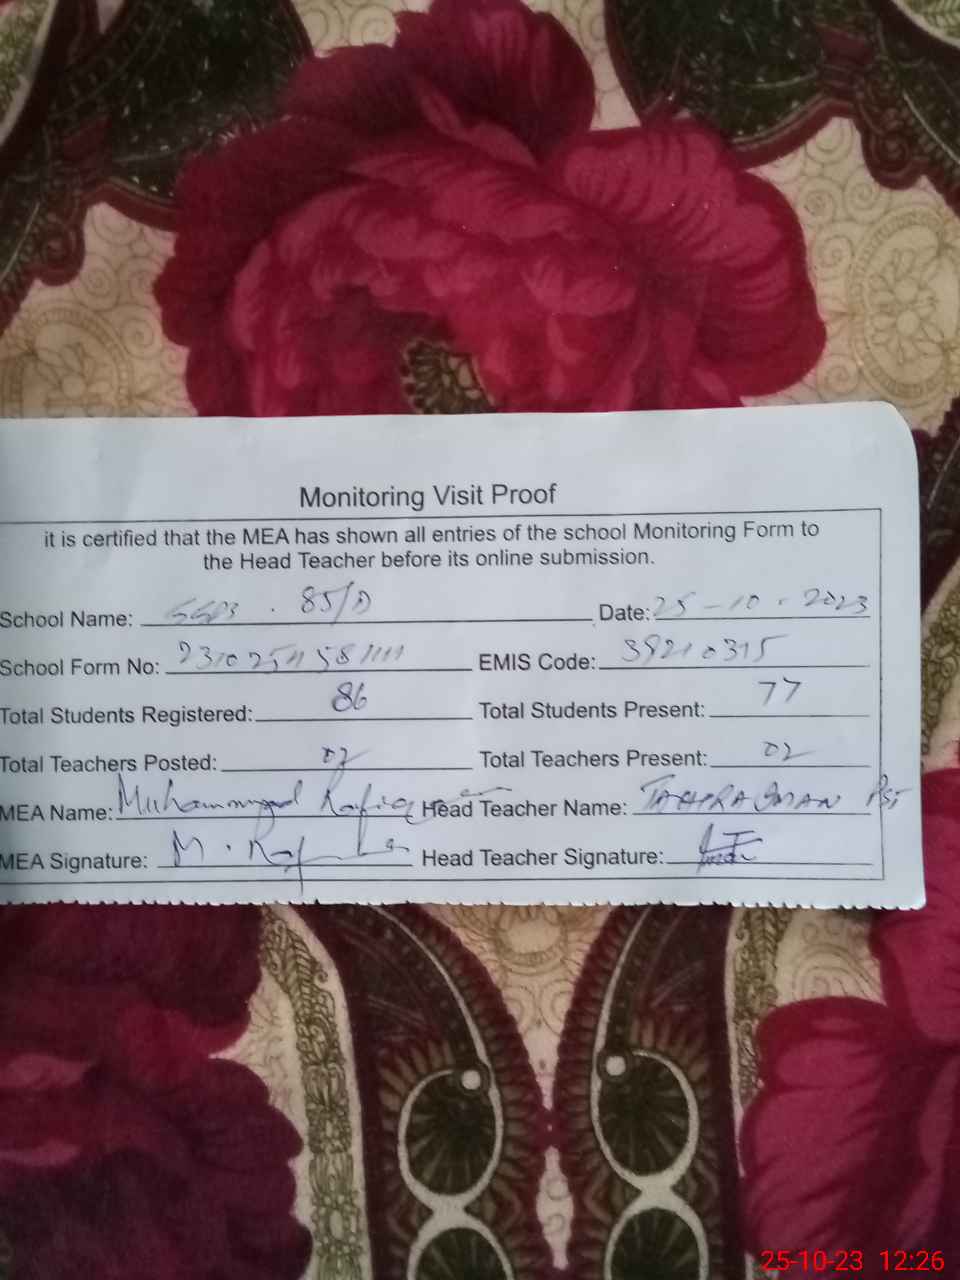 Monitoring Visit Proof
it is certified that the MEA has shown all entries of the school Monitoring Form to
the Head Teacher before its online submission.
School Name: 85/D Date: 25-10-2023
School Form No: EMIS Code: 39210315
Total Students Registered: 86 Total Students Present: 77
Total Teachers Posted: 02 Total Teachers Present: 02
MEA Name: Muhammad Rafiq Head Teacher Name: PST
MEA Signature: Head Teacher Signature:
25-10-23 12:26